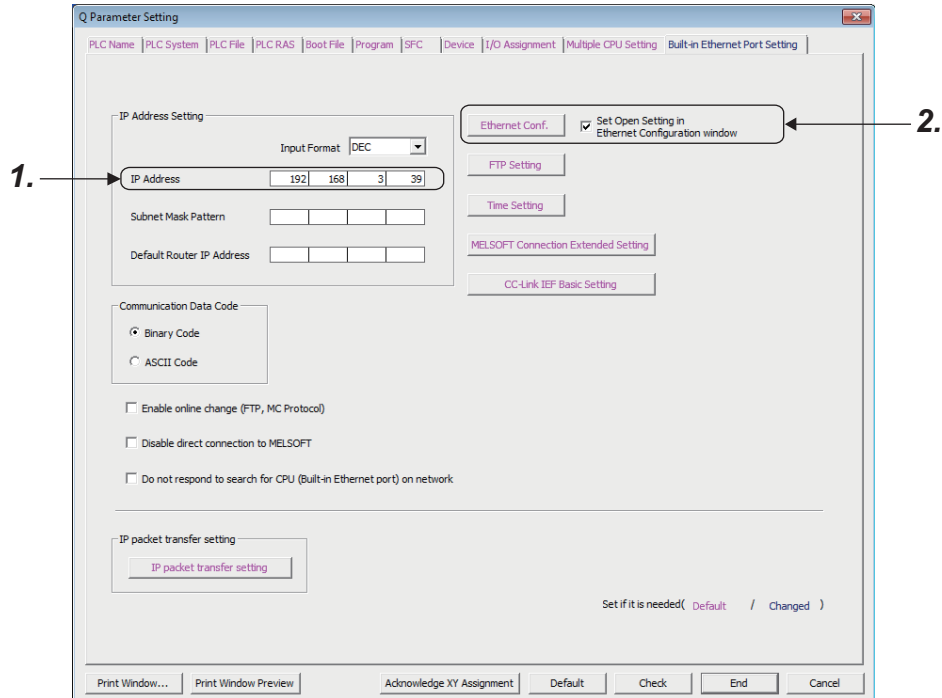 Q Parameter Setting
PLC Name PLC System PLC File PLC RAS Boot File Program SFC Device I/O Assignment Multiple CPU Setting Built-in Ethernet Port Setting
IP Address Setting
Input Format DEC
1. IP Address 192 168 3 39
Subnet Mask Pattern
Default Router IP Address
Ethernet Conf. Set Open Setting in
Ethernet Configuration window
2.
FTP Setting
Time Setting
MELSOFT Connection Extended Setting
CC-Link IEF Basic Setting
Communication Data Code
Binary Code
ASCII Code
Enable online change (FTP, MC Protocol)
Disable direct connection to MELSOFT
Do not respond to search for CPU (Built-in Ethernet port) on network
IP packet transfer setting
IP packet transfer setting
Set if it is needed( Default / Changed )
Print Window... Print Window Preview Acknowledge XY Assignment Default Check End Cancel